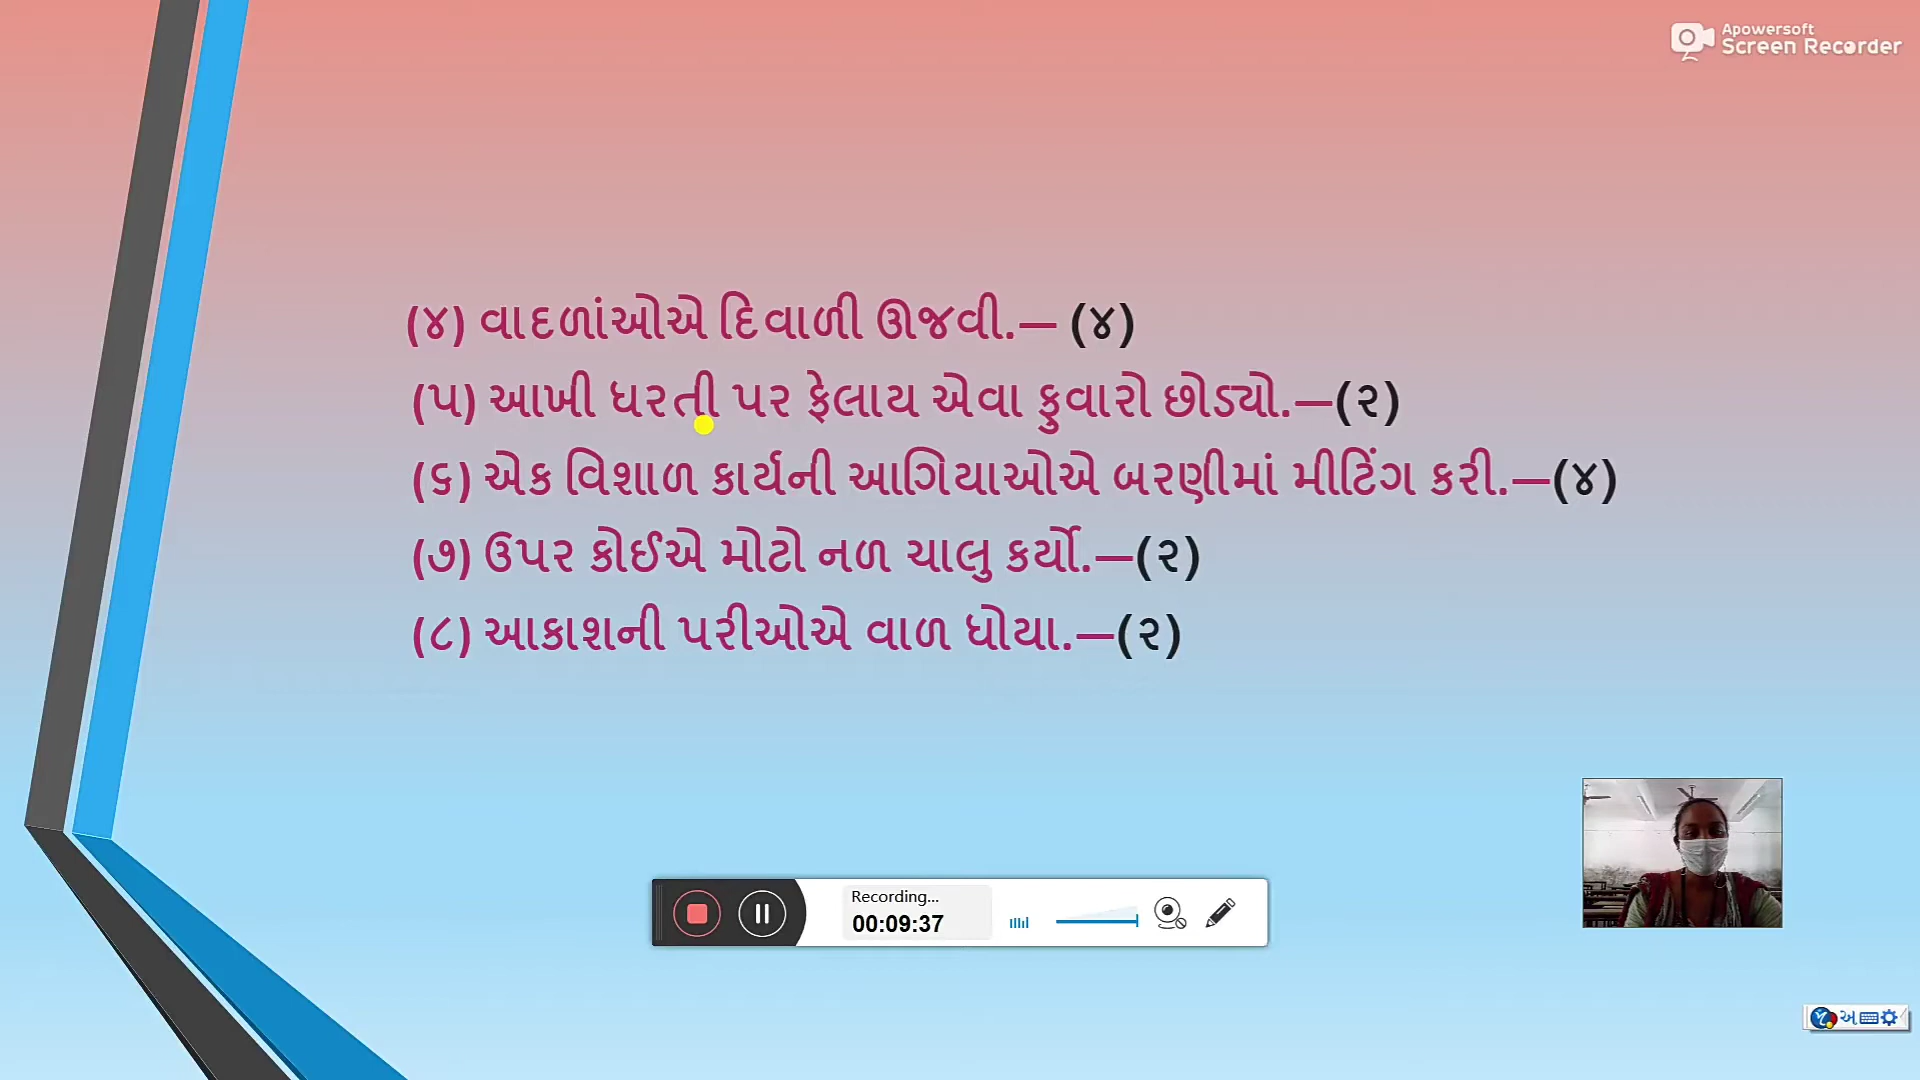 Apowersoft
Screen Recorder
(૪) વાદળાંઓએ દિવાળી ઊજવી.— (૪)
(૫) આખી ધરતી પર ફેલાય એવા ફુવારો છોડ્યો.—(૨)
(૬) એક વિશાળ કાર્યની આગિયાઓએ બરણીમાં મીટિંગ કરી.—(૪)
(૭) ઉપર કોઈએ મોટો નળ ચાલુ કર્યો.—(૨)
(૮) આકાશની પરીઓએ વાળ ધોયા.—(૨)
Recording...
00:09:37
અ